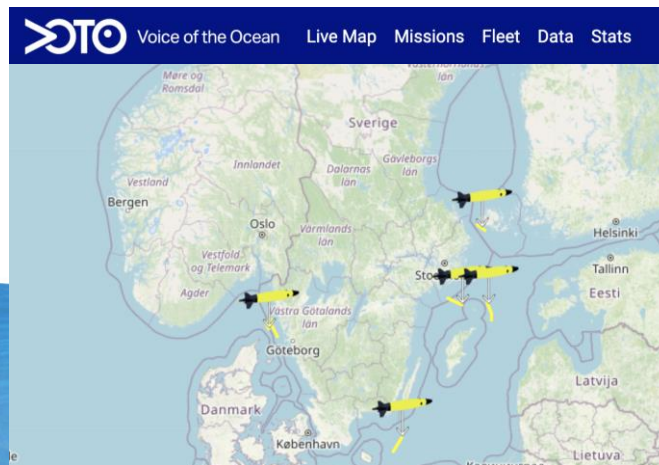 VOTO Voice of the Ocean Live Map Missions Fleet Data Stats
Møre og
Romsdal
Sverige
Gävleborgs
län
Innlandet
Dalarnas
län
Vestland
Bergen
Oslo
Värmlands
län
Helsinki
Vestfold
og Telemark
Tallinn
Eesti
Agder
Västra Götalands
län
Göteborg
Latvija
Danmark
København
Lietuva